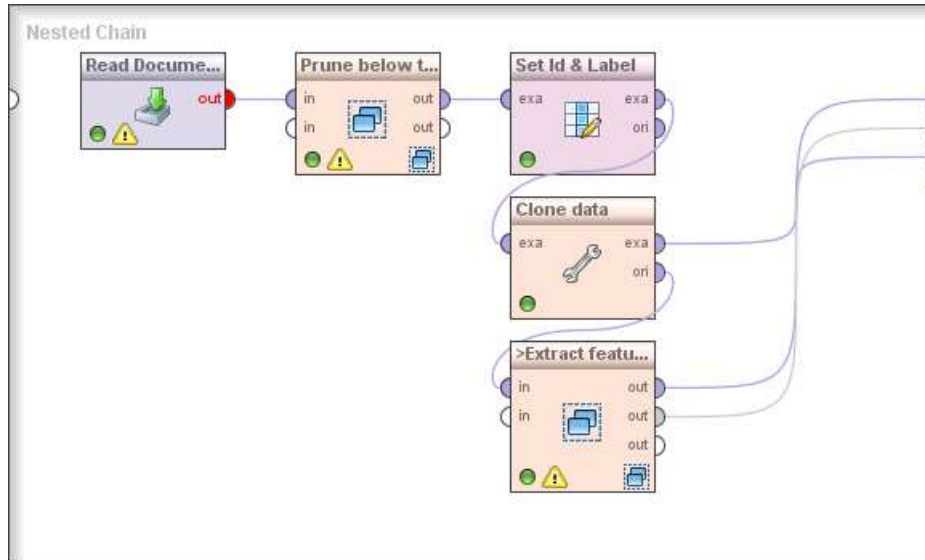 Nested Chain
Read Docume...
out
Prune below t...
in
out
in
out
Set Id & Label
exa
exa
ori
Clone data
exa
exa
ori
>Extract featu...
in
out
in
out
out